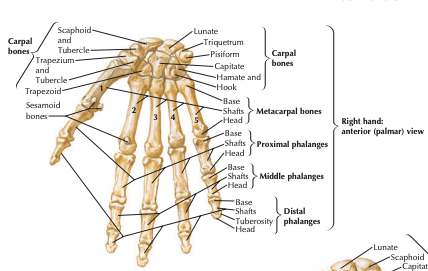 Carpal
bones
Scaphoid
and
Tubercle
Trapezium
and
Tubercle
Trapezoid
Sesamoid
bones
Lunate
Triquetrum
Pisiform
Capitate
Hamate and
Hook
Carpal
bones
1
2
3
4
5
Base
Shafts
Head
Metacarpal bones
Base
Shafts
Head
Proximal phalanges
Base
Shafts
Head
Middle phalanges
Base
Shafts
Tuberosity
Head
Distal
phalanges
Right hand:
anterior (palmar) view
Lunate
Scaphoid
Capitat